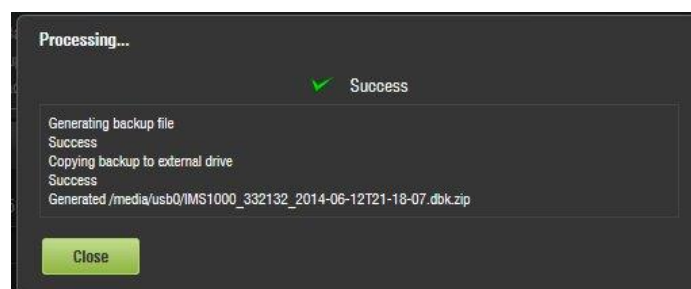 Processing...
Success
Generating backup file
Success
Copying backup to external drive
Success
Generated /media/usb0/IMS1000_332132_2014-06-12T21-18-07.dbk.zip
Close